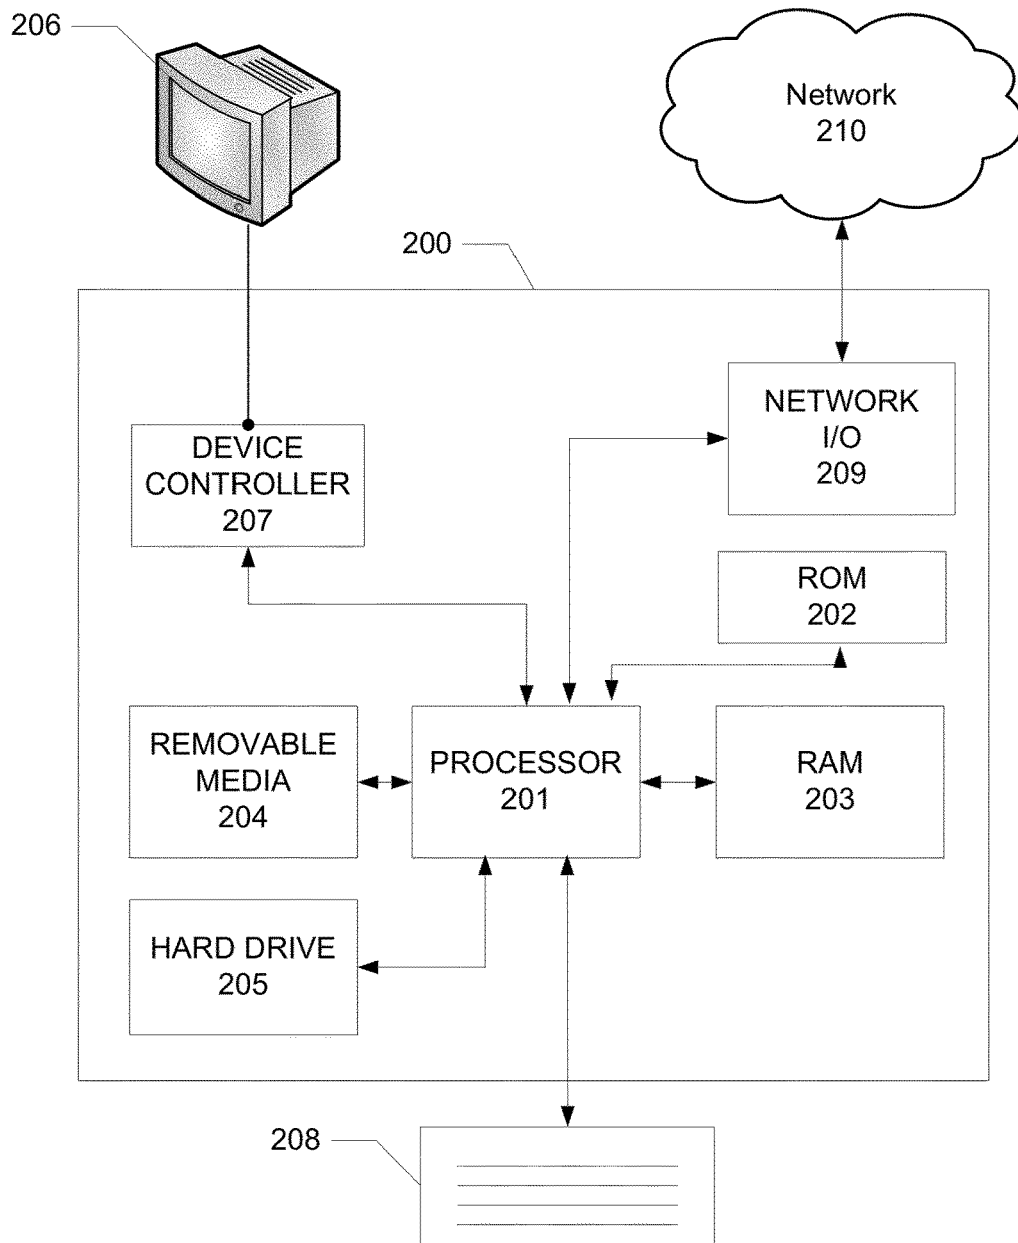 206
Network
210
200
NETWORK
I/O
209
DEVICE
CONTROLLER
207
ROM
202
REMOVABLE
MEDIA
204
PROCESSOR
201
RAM
203
HARD DRIVE
205
208